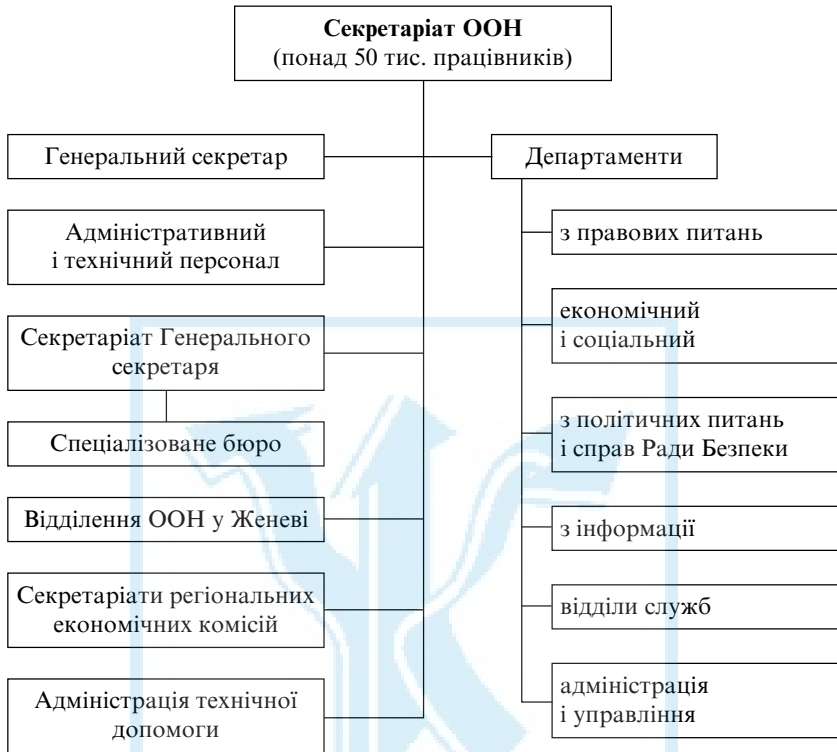 Секретаріат ООН
(понад 50 тис. працівників)
Генеральний секретар
Адміністративний
і технічний персонал
Секретаріат Генерального
секретаря
Спеціалізоване бюро
Відділення ООН у Женеві
Секретаріати регіональних
економічних комісій
Адміністрація технічної
допомоги
Департаменти
з правових питань
економічний
і соціальний
з політичних питань
і справ Ради Безпеки
з інформації
відділи служб
адміністрація
і управління